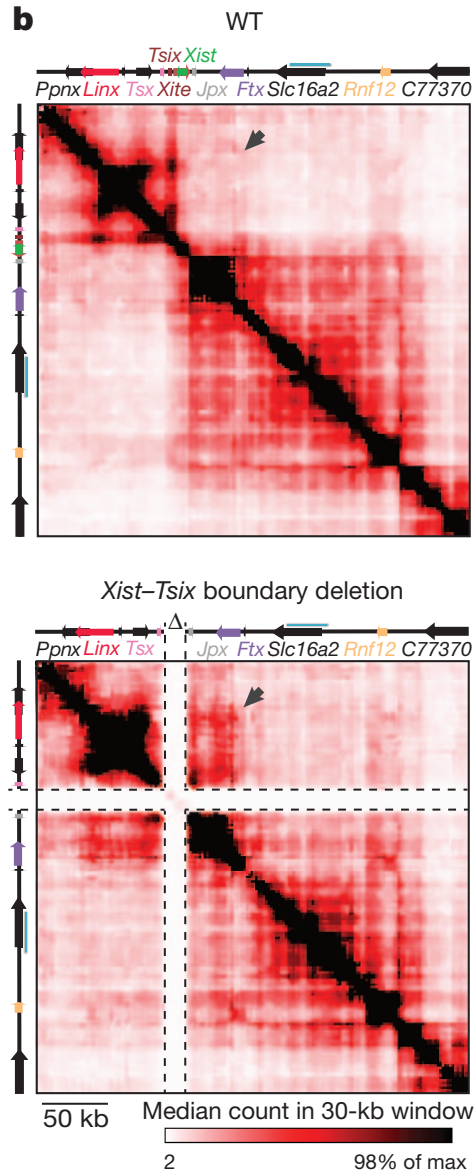 b
WT
Tsix Xist
Ppnx Linx Tsx Xite Jpx Ftx Slc16a2 Rnf12 C77370
Xist–Tsix boundary deletion
Δ
Ppnx Linx Tsx Jpx Ftx Slc16a2 Rnf12 C77370
50 kb
Median count in 30-kb window
2 98% of max